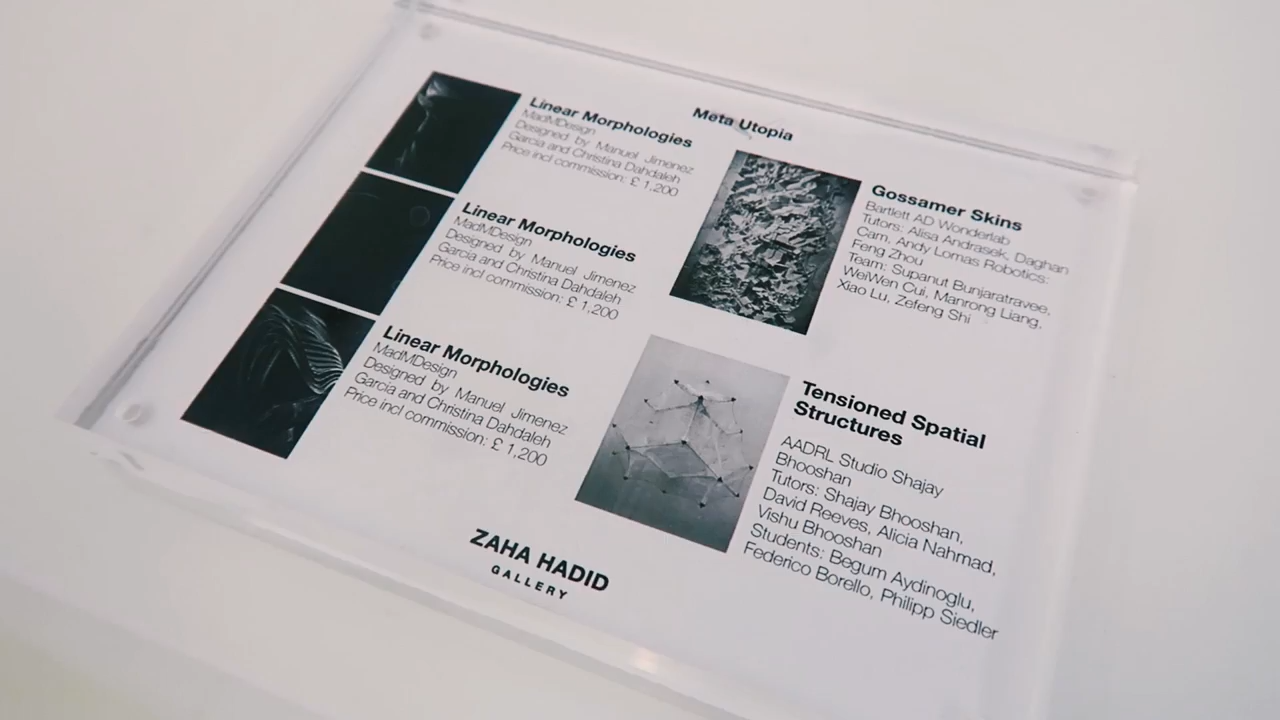 Meta Utopia
Linear Morphologies
MadMDesign
Designed by Manuel Jimenez
Garcia and Christina Dahdaleh
Price incl commission: £ 1,200
Linear Morphologies
MadMDesign
Designed by Manuel Jimenez
Garcia and Christina Dahdaleh
Price incl commission: £ 1,200
Linear Morphologies
MadMDesign
Designed by Manuel Jimenez
Garcia and Christina Dahdaleh
Price incl commission: £ 1,200
Gossamer Skins
Bartlett AD Wonderlab
Tutors: Alisa Andrasek, Daghan
Cam, Andy Lomas Robotics:
Feng Zhou
Team: Supanut Bunjaratravee,
WeiWen Cui, Manrong Liang,
Xiao Lu, Zefeng Shi
Tensioned Spatial
Structures
AADRL Studio Shajay
Bhooshan
Tutors: Shajay Bhooshan,
David Reeves, Alicia Nahmad,
Vishu Bhooshan
Students: Begum Aydinoglu,
Federico Borello, Philipp Siedler
ZAHA HADID
GALLERY